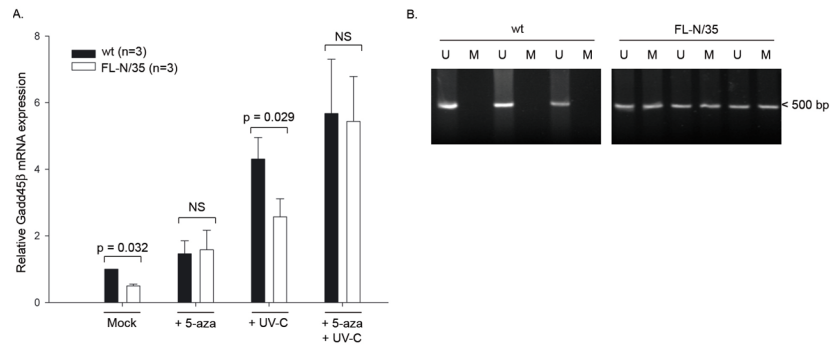 A.
Relative Gadd45β mRNA expression
8
6
4
2
0
wt (n=3)
FL-N/35 (n=3)
p = 0.032
NS
p = 0.029
NS
Mock
+ 5-aza
+ UV-C
+ 5-aza
+ UV-C
B.
wt
FL-N/35
U M U M U M
U M U M U M
< 500 bp